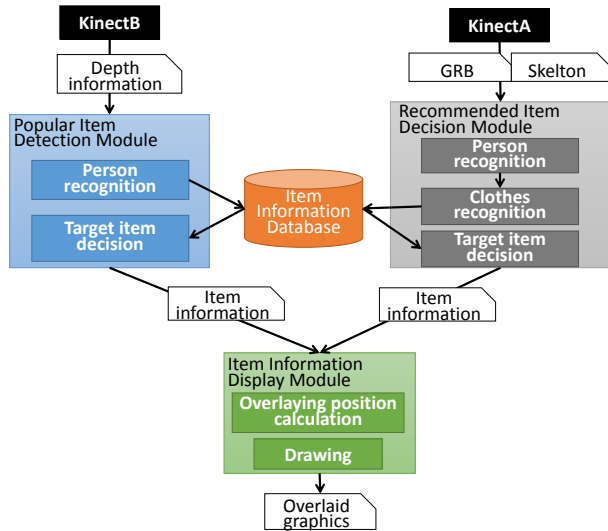 KinectB
KinectA
Depth
information
GRB
Skelton
Popular Item
Detection Module
Person
recognition
Target item
decision
Item
Information
Database
Recommended Item
Decision Module
Person
recognition
Clothes
recognition
Target item
decision
Item
information
Item
information
Item Information
Display Module
Overlaying position
calculation
Drawing
Overlaid
graphics